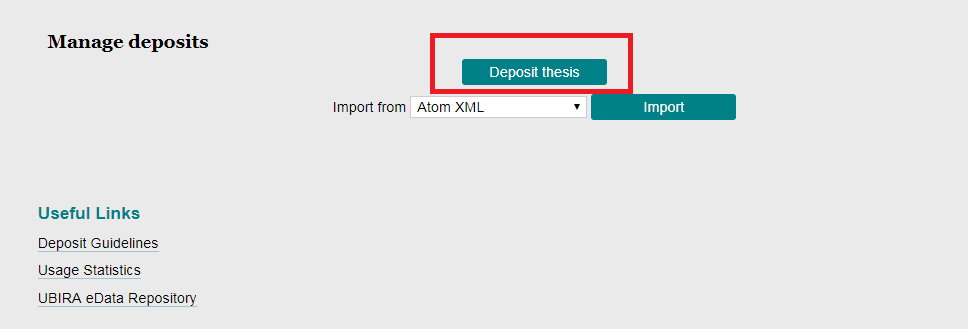 Manage deposits
Deposit thesis
Import from Atom XML Import
Useful Links
Deposit Guidelines
Usage Statistics
UBIRA eData Repository